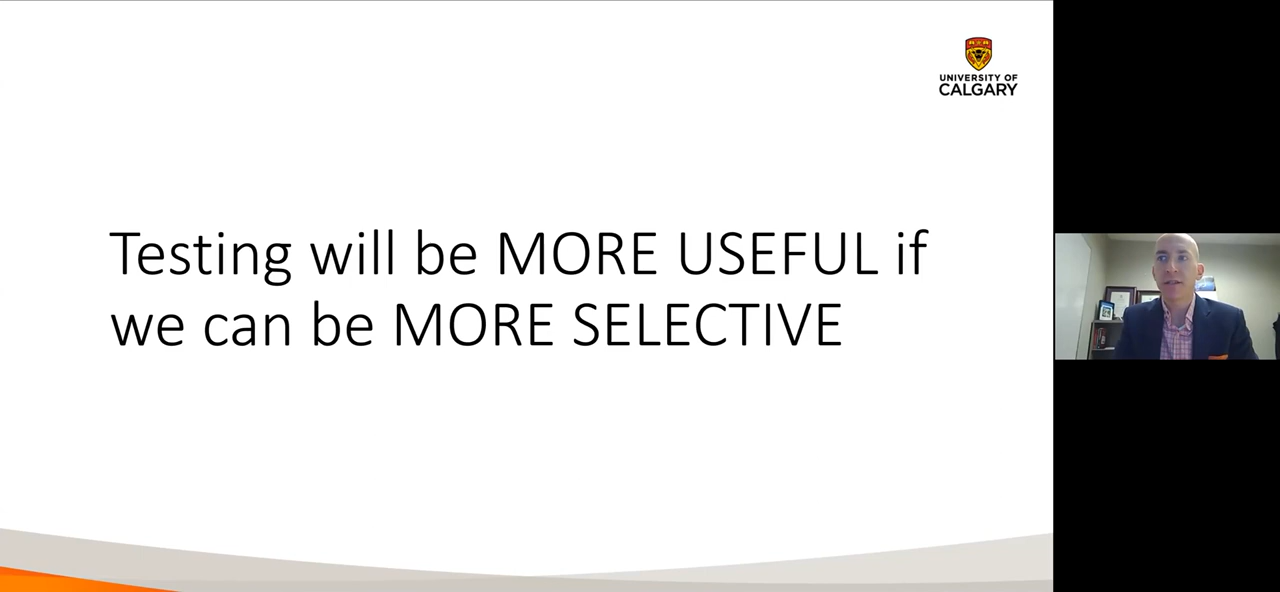 UNIVERSITY OF
CALGARY
Testing will be MORE USEFUL if
we can be MORE SELECTIVE